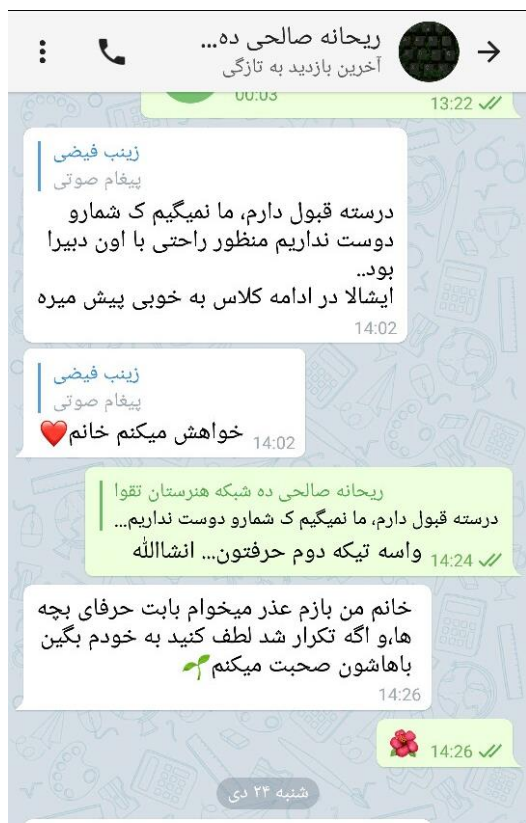 ریحانه صالحی ده...
آخرین بازدید به تازگی
00:03
13:22
زینب فیضی
پیغام صوتی
درسته قبول دارم، ما نمیگیم ک شمارو
دوست نداریم منظور راحتی با اون دبیرا
بود..
ایشالا در ادامه کلاس به خوبی پیش میره
14:02
زینب فیضی
پیغام صوتی
خواهش میکنم خانم❤️
14:02
ریحانه صالحی ده شبکه هنرستان تقوا
درسته قبول دارم، ما نمیگیم ک شمارو دوست نداریم...
واسه تیکه دوم حرفتون... انشاالله
14:24
خانم من بازم عذر میخوام بابت حرفای بچه
ها،و اگه تکرار شد لطف کنید به خودم بگین
باهاشون صحبت میکنم🌱
14:26
🌺
14:26
شنبه ۲۴ دی